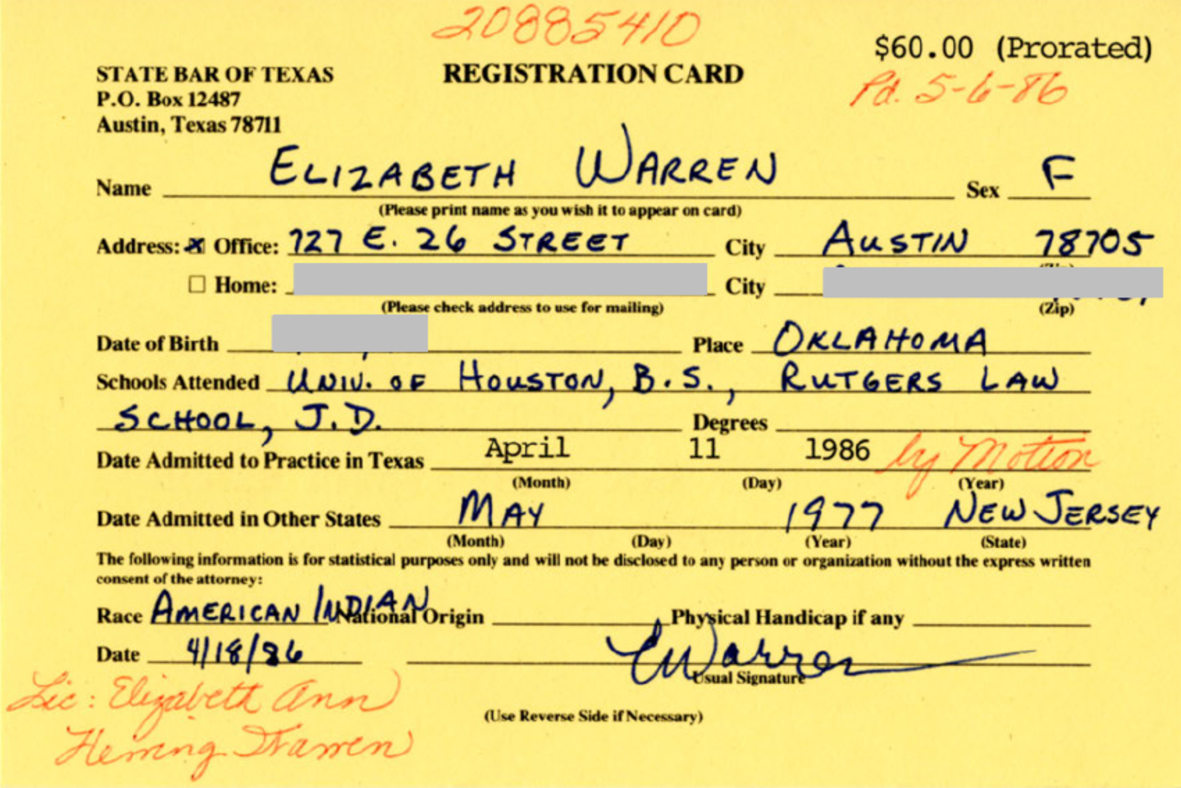 20885410
$60.00 (Prorated)
STATE BAR OF TEXAS REGISTRATION CARD Pd. 5-6-86
P.O. Box 12487
Austin, Texas 78711
Name ELIZABETH WARREN Sex F
(Please print name as you wish it to appear on card)
Address: ☒ Office: 727 E. 26 STREET City AUSTIN 78705
(Zip)
☐ Home: City
(Please check address to use for mailing) (Zip)
Date of Birth Place OKLAHOMA
Schools Attended UNIV. OF HOUSTON, B.S., RUTGERS LAW
SCHOOL, J.D. Degrees
Date Admitted to Practice in Texas April 11 1986 by Motion
(Month) (Day) (Year)
Date Admitted in Other States MAY 1977 NEW JERSEY
(Month) (Day) (Year) (State)
The following information is for statistical purposes only and will not be disclosed to any person or organization without the express written
consent of the attorney:
Race AMERICAN INDIAN National Origin Physical Handicap if any
Date 4/18/86 EWarren
Usual Signature
Lic: Elizabeth Ann
Herring Warren
(Use Reverse Side if Necessary)